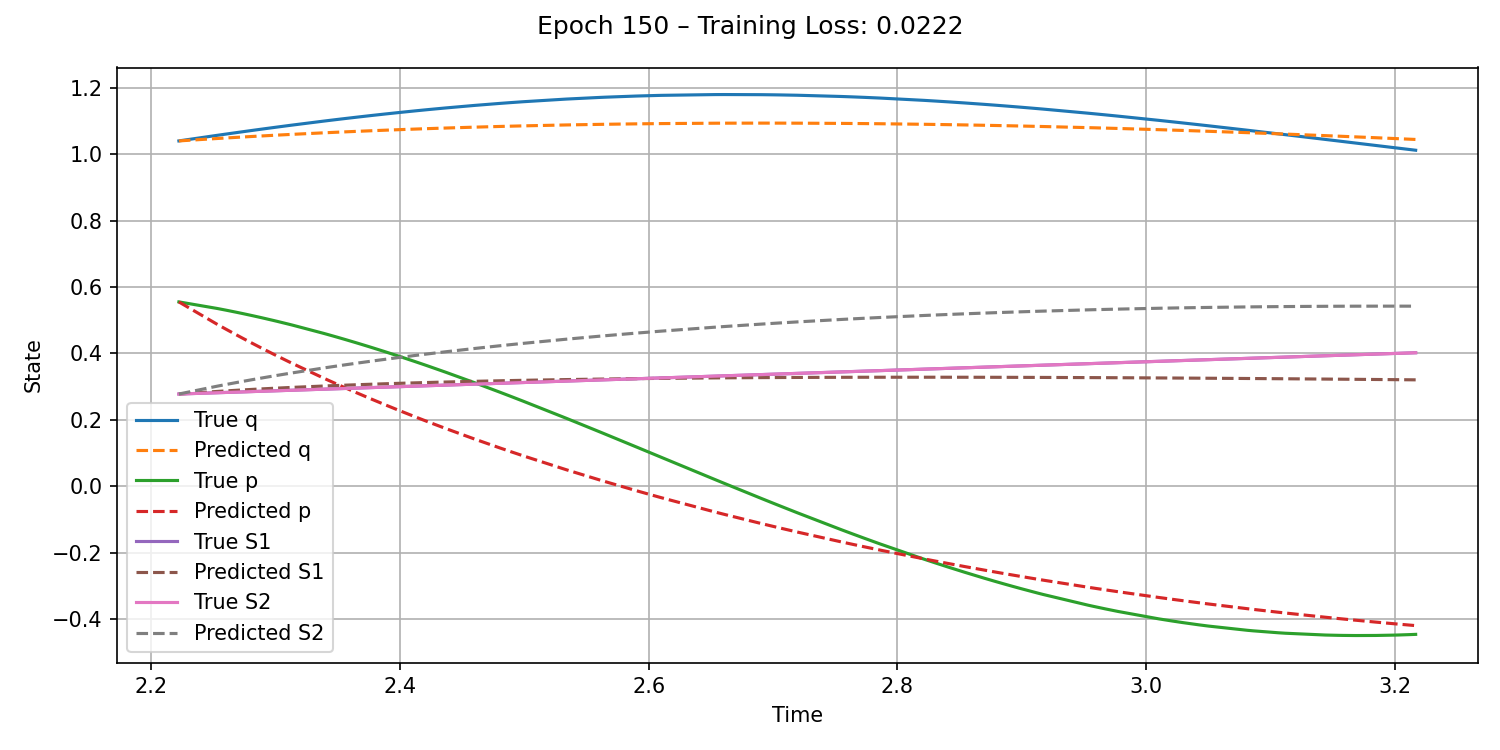 Epoch 150 – Training Loss: 0.0222
1.2
1.0
0.8
0.6
0.4
0.2
0.0
−0.2
−0.4
State
True q
Predicted q
True p
Predicted p
True S1
Predicted S1
True S2
Predicted S2
2.2 2.4 2.6 2.8 3.0 3.2
Time